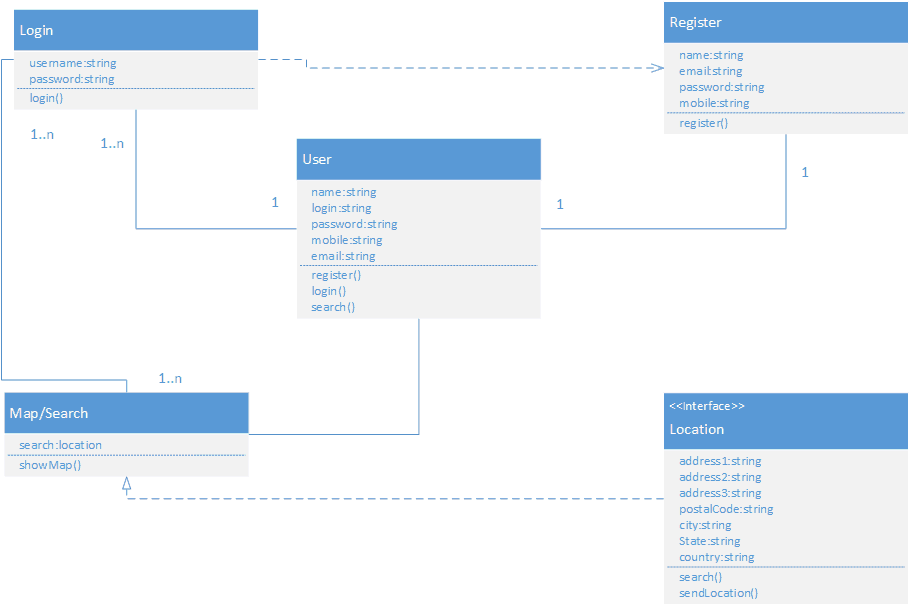 Login
username:string
password:string
login()
Register
name:string
email:string
password:string
mobile:string
register()
1..n
1..n
User
name:string
login:string
password:string
mobile:string
email:string
register()
login()
search()
1
1
1
1..n
Map/Search
search:location
showMap()
<<Interface>>
Location
address1:string
address2:string
address3:string
postalCode:string
city:string
State:string
country:string
search()
sendLocation()